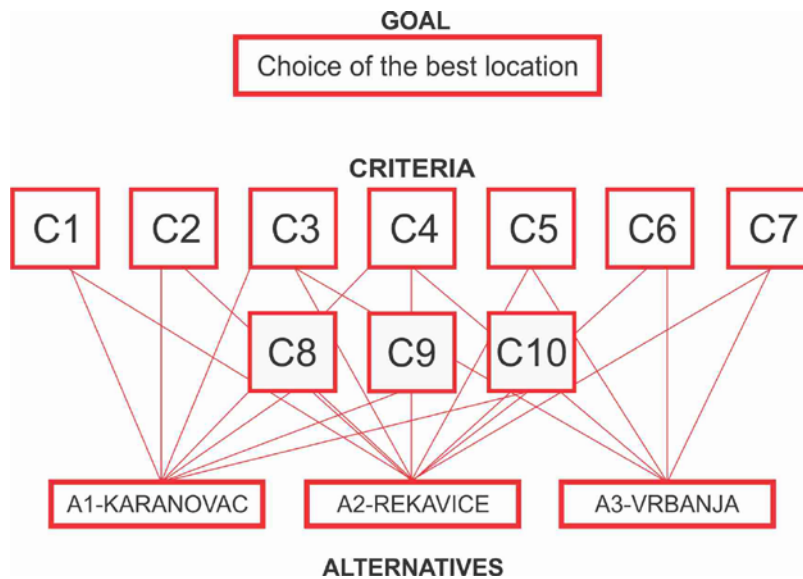 GOAL
Choice of the best location
CRITERIA
C1 C2 C3 C4 C5 C6 C7
C8 C9 C10
A1-KARANOVAC A2-REKAVICE A3-VRBANJA
ALTERNATIVES